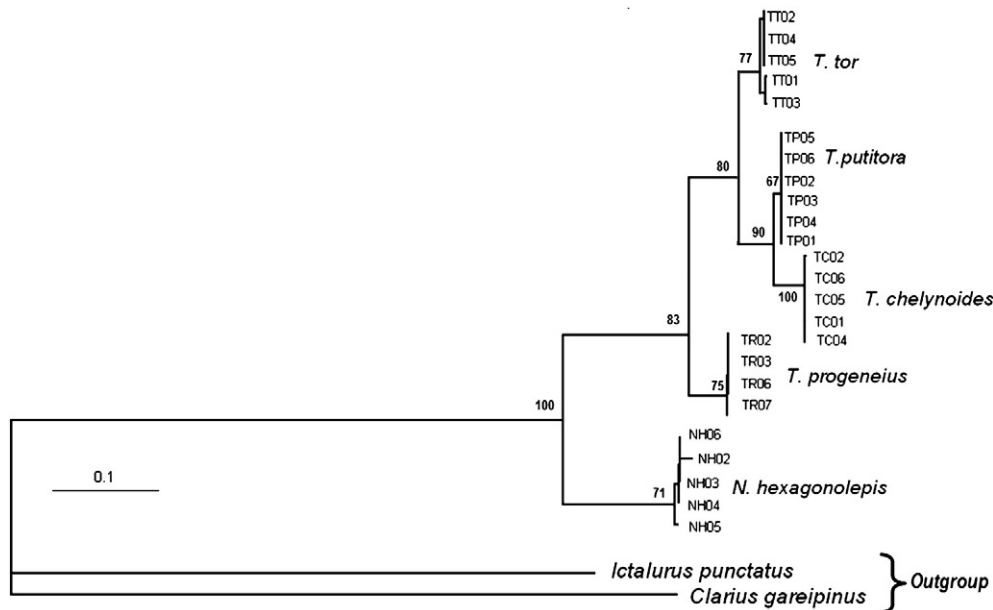 TT02
TT04
77
TT05
T. tor
TT01
TT03
TP05
TP06
T.putitora
80
67
TP02
TP03
TP04
90
TP01
TC02
TC06
100
TC05
T. chelynoides
TC01
83
TC04
TR02
TR03
T. progeneius
75
TR06
TR07
100
NH06
NH02
0.1
NH03
N. hexagonolepis
71
NH04
NH05
Ictalurus punctatus
Outgroup
Clarius gareipinus